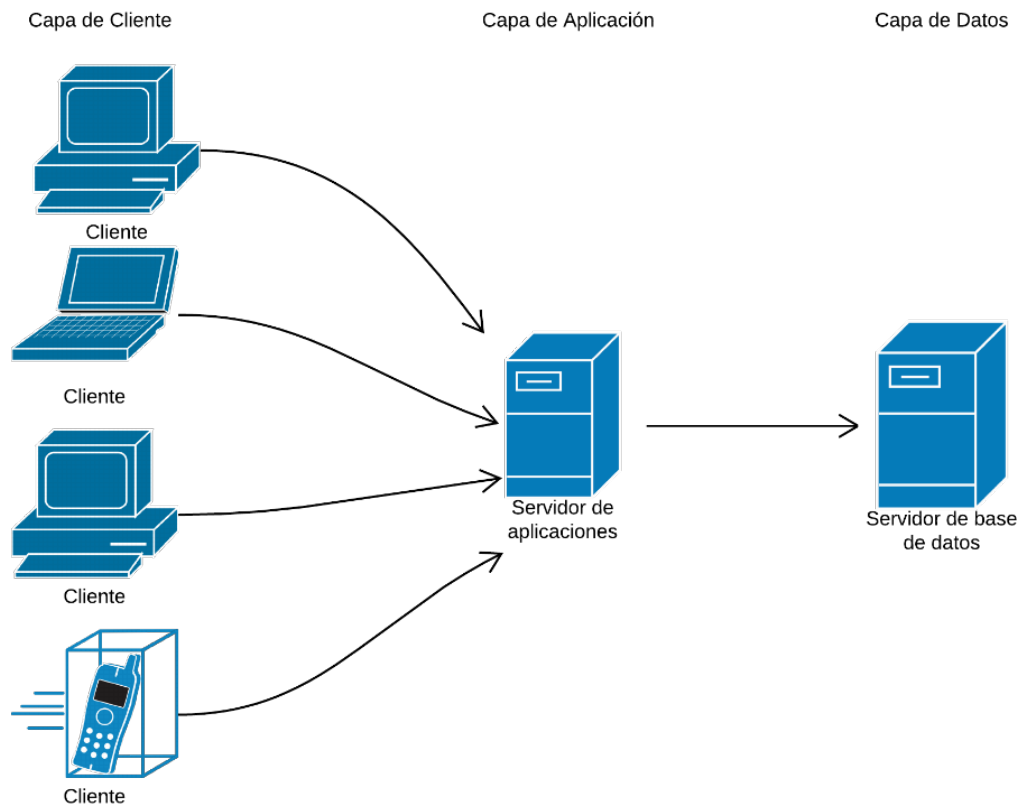 Capa de Cliente
Capa de Aplicación
Capa de Datos
Cliente
Cliente
Cliente
Cliente
Servidor de
aplicaciones
Servidor de base
de datos